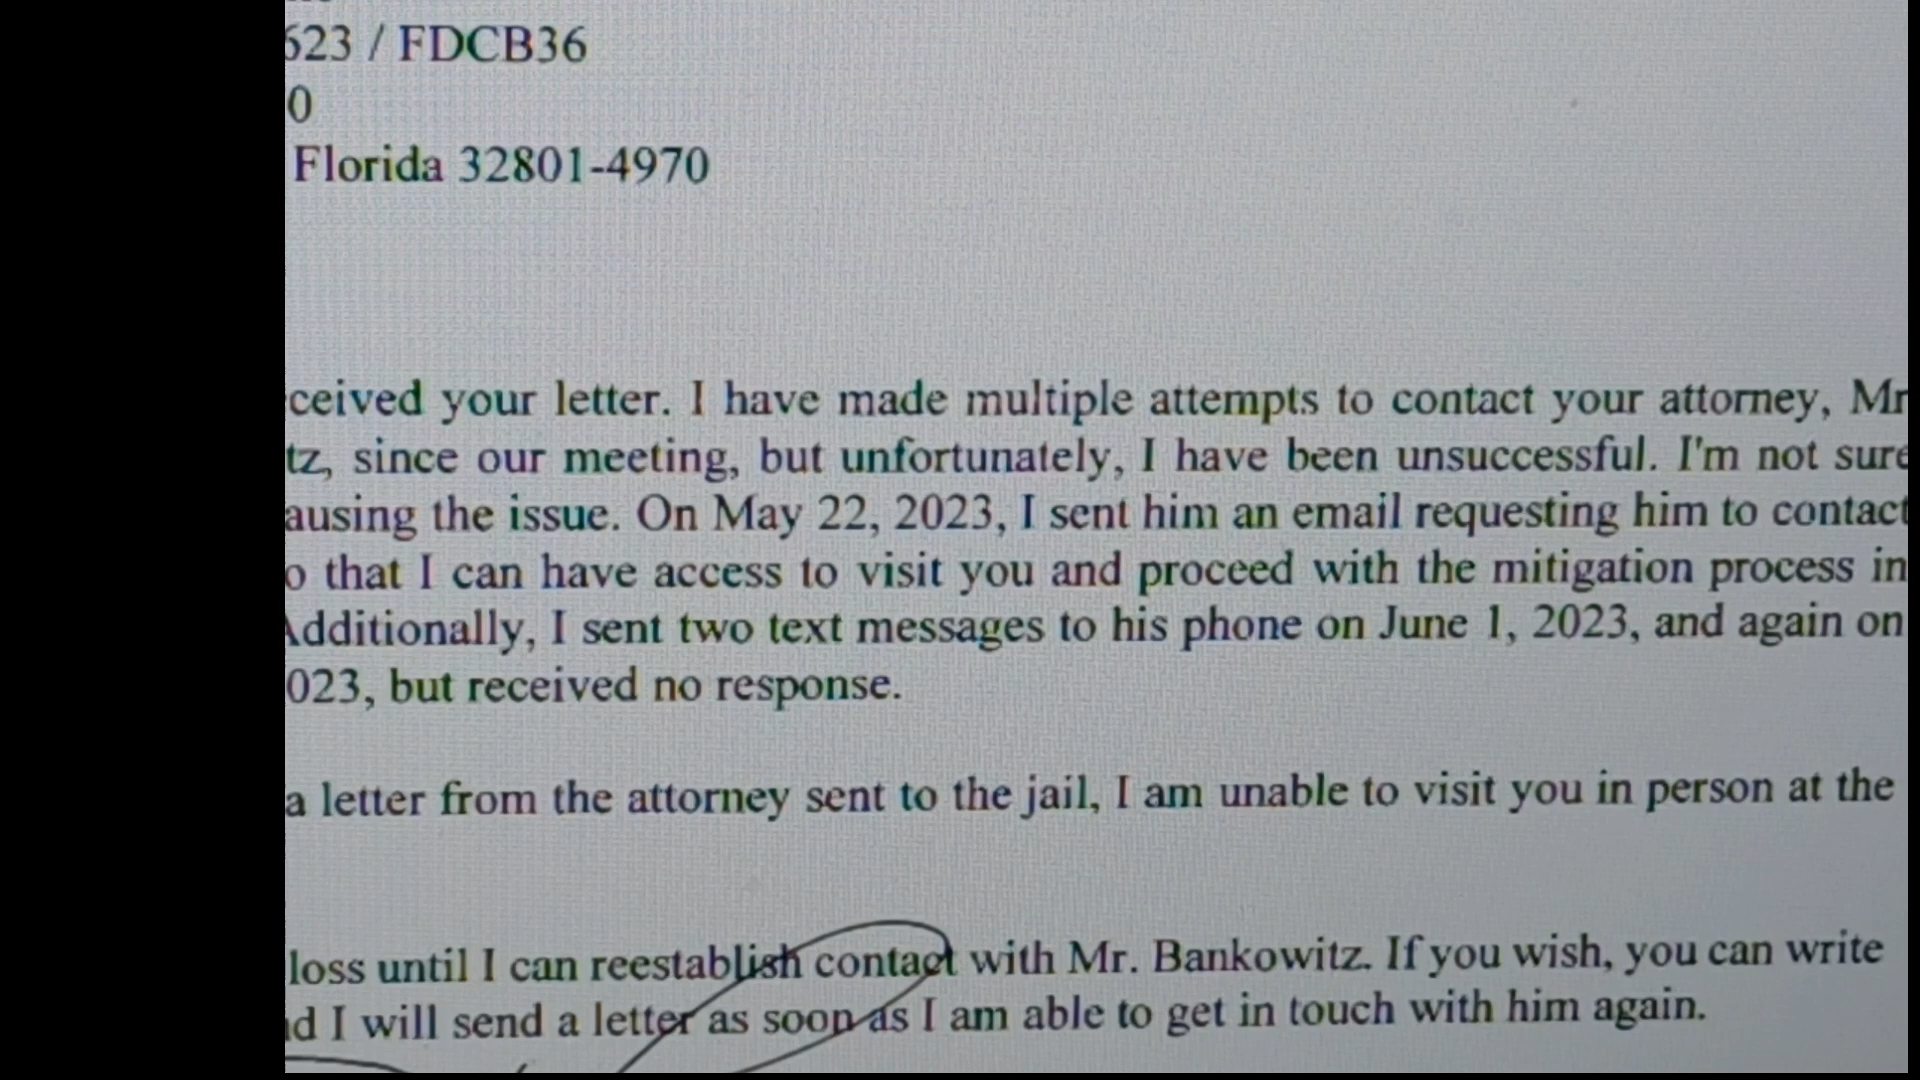 623 / FDCB36
0
Florida 32801-4970
ceived your letter. I have made multiple attempts to contact your attorney, Mr
tz, since our meeting, but unfortunately, I have been unsuccessful. I'm not sure
ausing the issue. On May 22, 2023, I sent him an email requesting him to contact
o that I can have access to visit you and proceed with the mitigation process in
Additionally, I sent two text messages to his phone on June 1, 2023, and again on
023, but received no response.
a letter from the attorney sent to the jail, I am unable to visit you in person at the
loss until I can reestablish contact with Mr. Bankowitz. If you wish, you can write
d I will send a letter as soon as I am able to get in touch with him again.